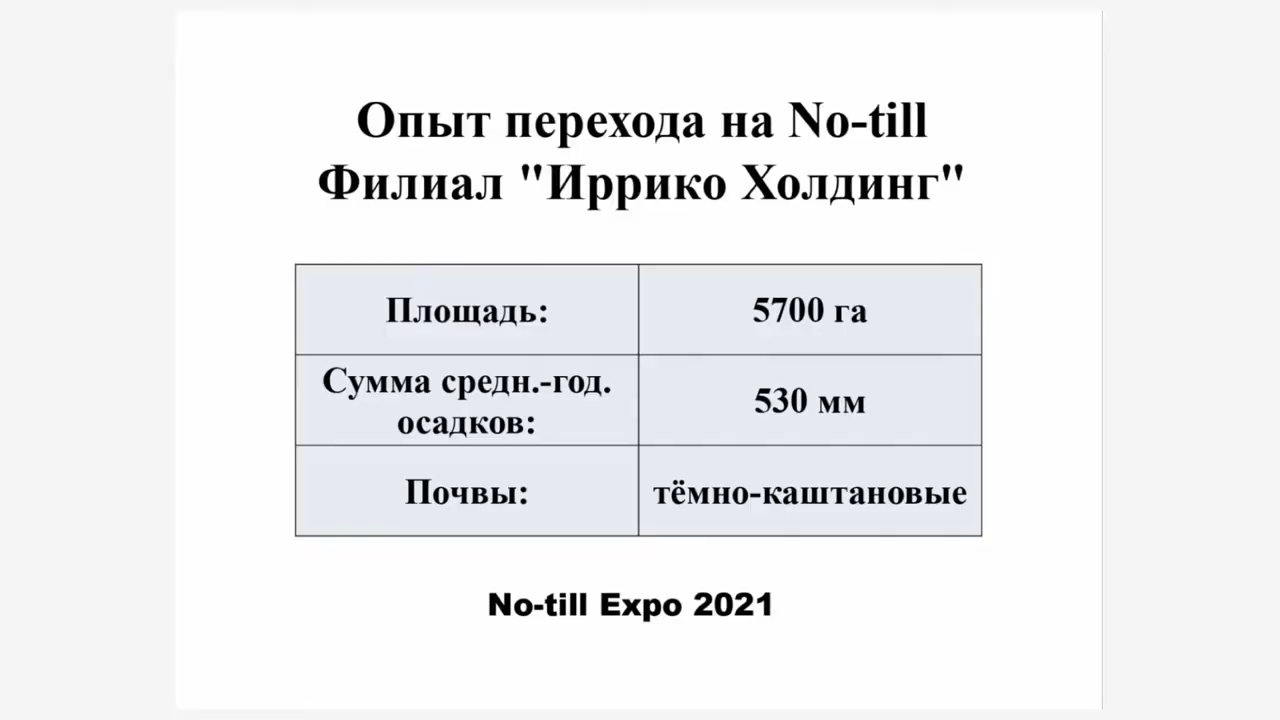 Опыт перехода на No-till
Филиал "Иррико Холдинг"
Площадь:
5700 га
Сумма средн.-год.
осадков:
530 мм
Почвы:
тёмно-каштановые
No-till Expo 2021